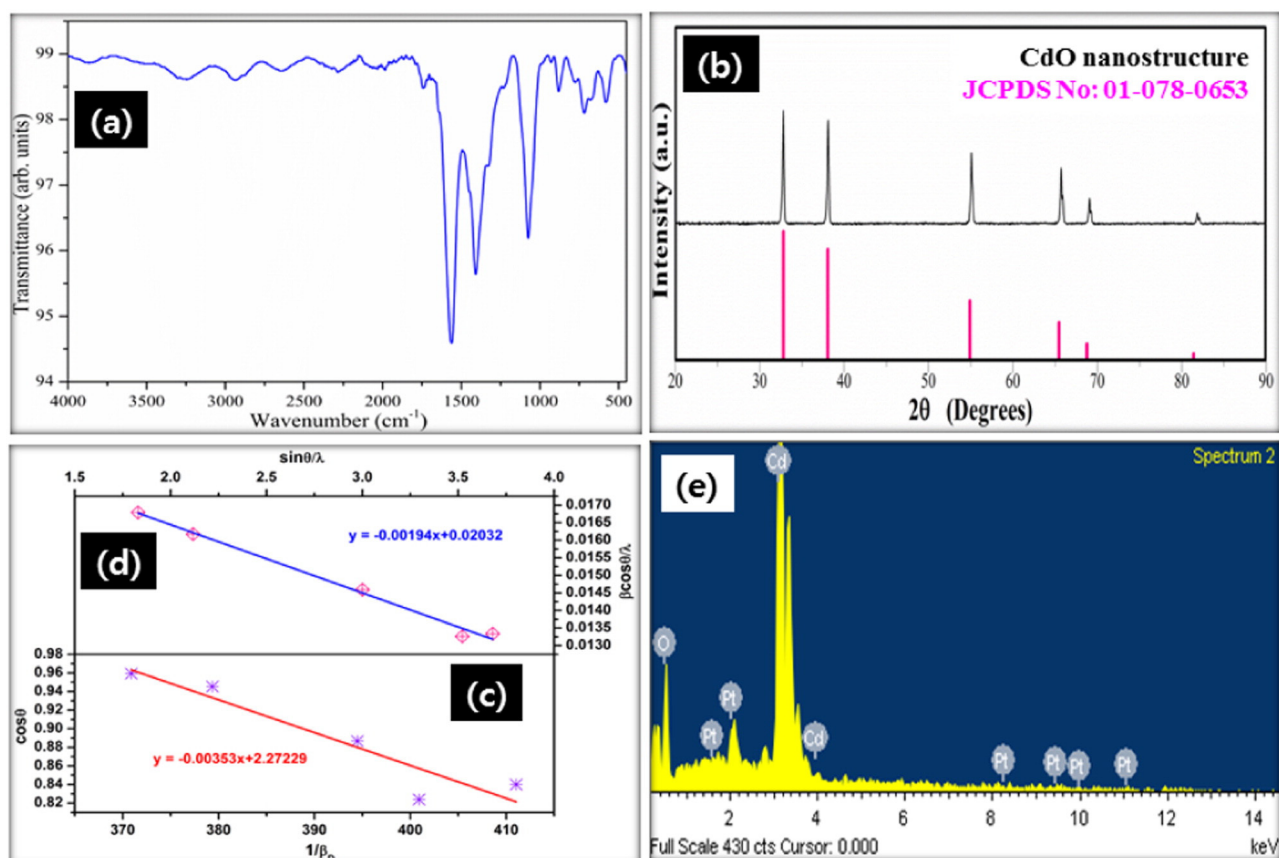 (a)
99
98
97
96
95
94
Transmittance (arb. units)
4000 3500 3000 2500 2000 1500 1000 500
Wavenumber (cm⁻¹)
(b)
CdO nanostructure
JCPDS No: 01-078-0653
Intensity (a.u.)
20 30 40 50 60 70 80 90
2θ (Degrees)
sinθ/λ
1.5 2.0 2.5 3.0 3.5 4.0
(d)
y = -0.00194x+0.02032
0.0170
0.0165
0.0160
0.0155
0.0150
0.0145
0.0140
0.0135
0.0130
βcosθ/λ
(c)
0.98
0.96
0.94
0.92
0.90
0.88
0.86
0.84
0.82
cosθ
y = -0.00353x+2.27229
370 380 390 400 410
(e)
Spectrum 2
Cd
O
Pt
Pt
Cd
Pt
Pt
Pt
Pt
2 4 6 8 10 12 14
Full Scale 430 cts Cursor: 0.000
keV